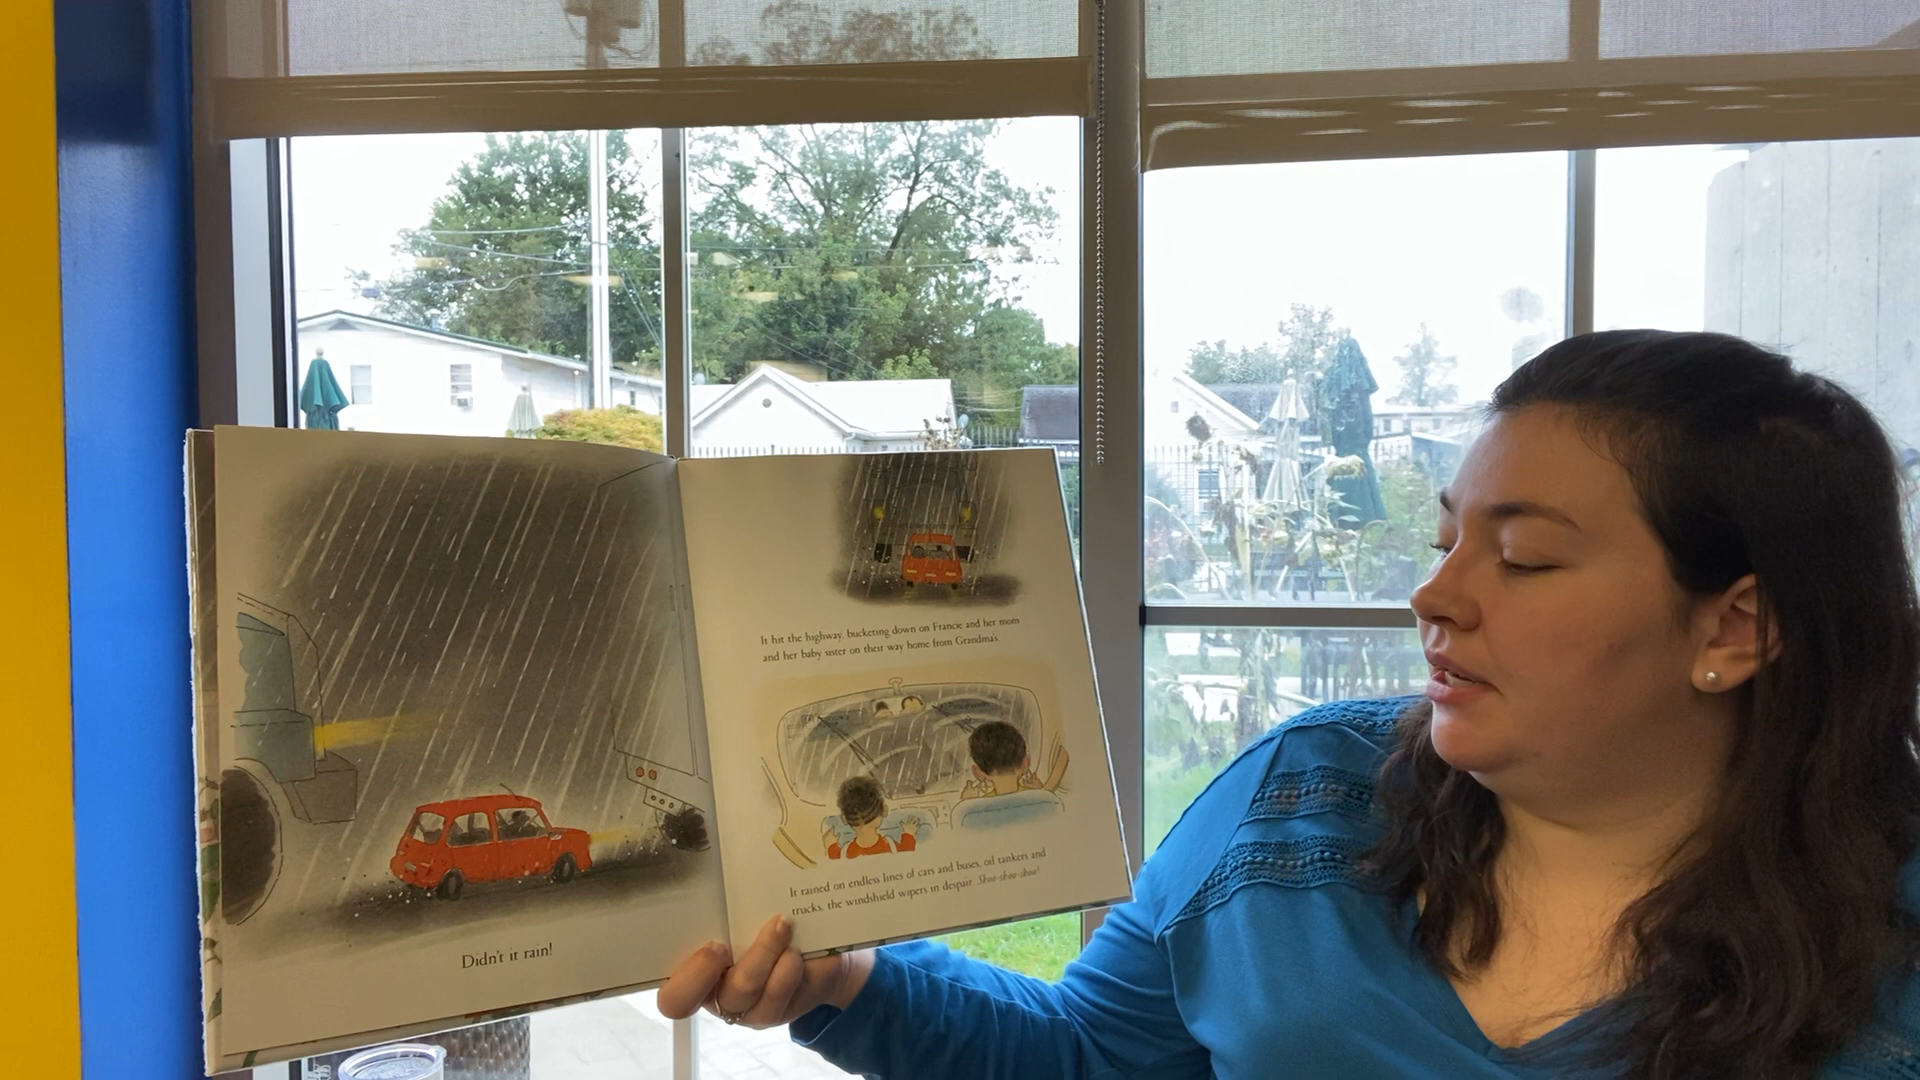 Didn't it rain!
It hit the highway, bucketing down on Francie and her mom
and her baby sister on their way home from Grandma's.
It rained on endless lines of cars and buses, oil tankers and
trucks, the windshield wipers in despair. Shoo-shoo-shoo!